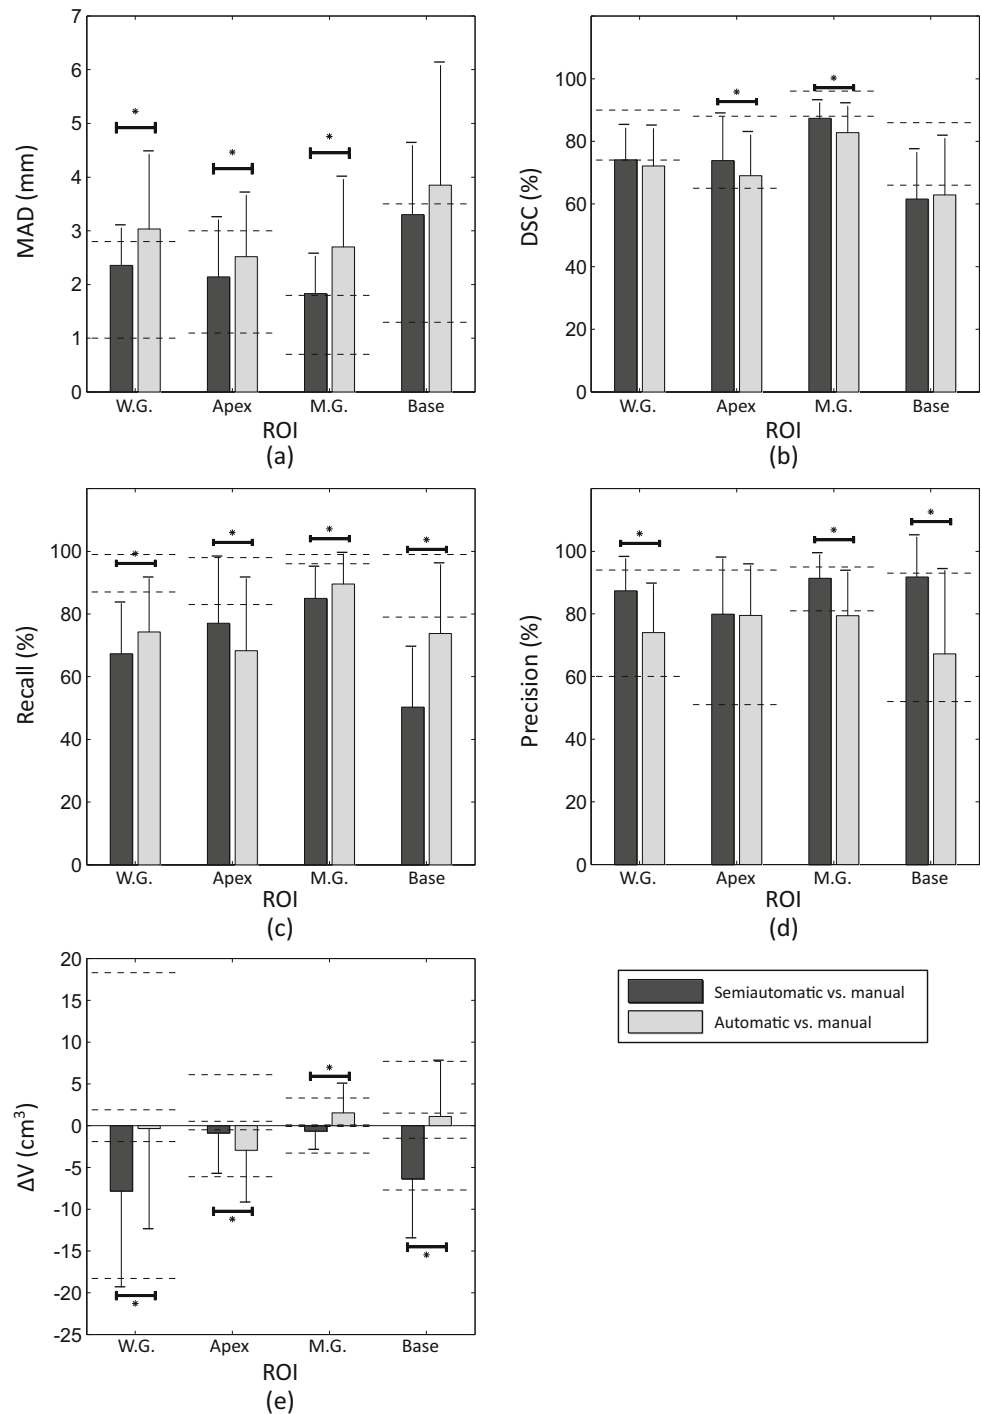 7
6
5
4
3
2
1
0
MAD (mm)
*
*
*
W.G. Apex M.G. Base
ROI
(a)
100
80
60
40
20
0
DSC (%)
*
*
W.G. Apex M.G. Base
ROI
(b)
100
80
60
40
20
0
Recall (%)
*
*
*
*
W.G. Apex M.G. Base
ROI
(c)
100
80
60
40
20
0
Precision (%)
*
*
*
W.G. Apex M.G. Base
ROI
(d)
20
15
10
5
0
-5
-10
-15
-20
-25
ΔV (cm³)
*
*
*
*
W.G. Apex M.G. Base
ROI
(e)
Semiautomatic vs. manual
Automatic vs. manual